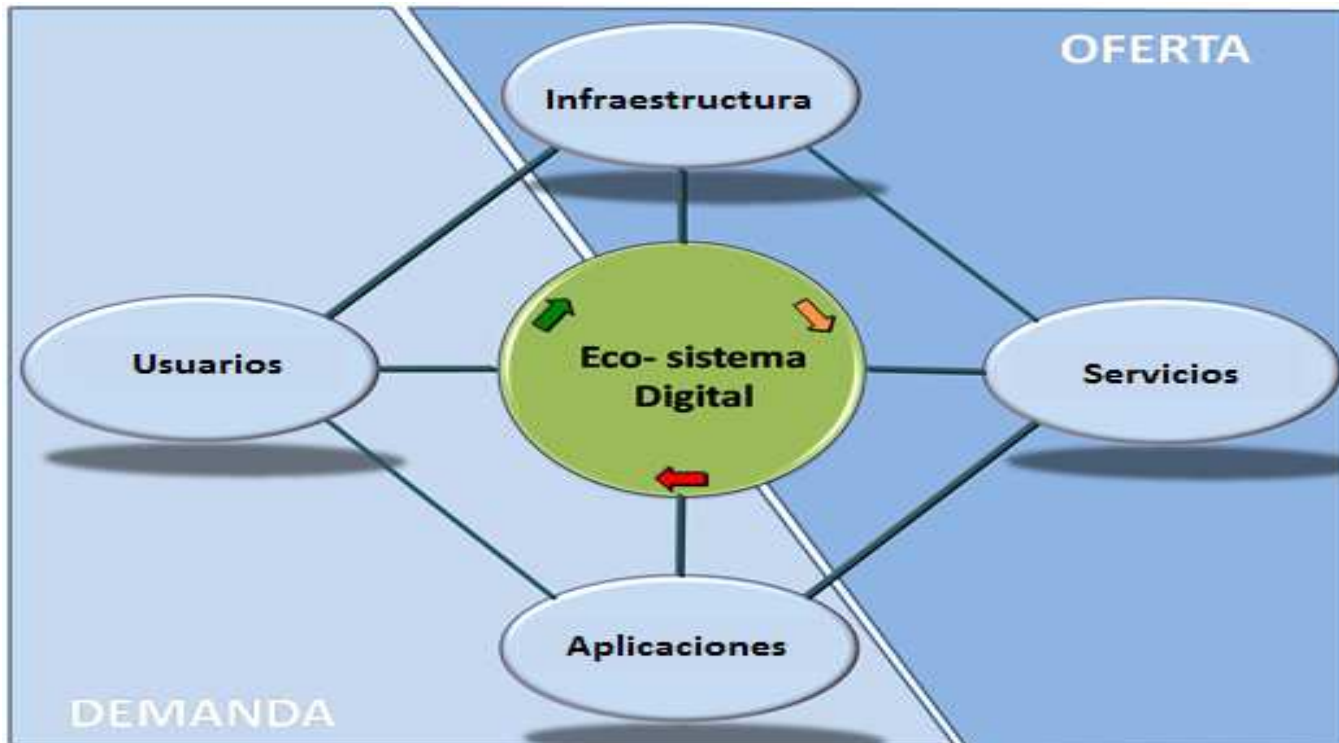 OFERTA
Infraestructura
Usuarios
Eco- sistema
Digital
Servicios
Aplicaciones
DEMANDA